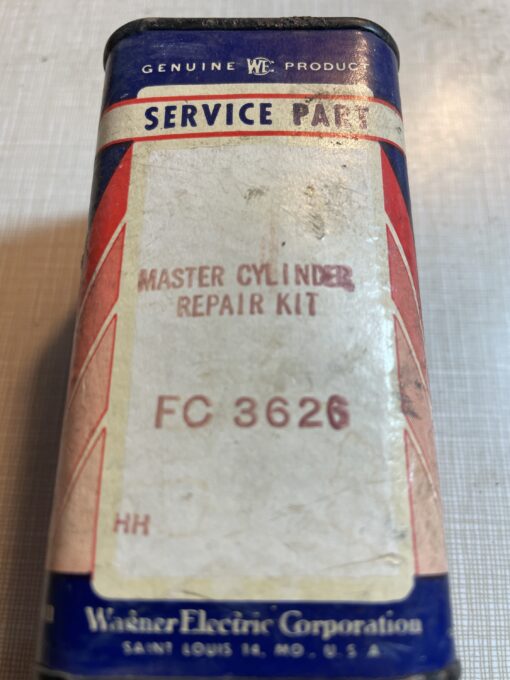 GENUINE WE PRODUCT
SERVICE PART
MASTER CYLINDER
REPAIR KIT
FC 3626
HH
Wagner Electric Corporation
SAINT LOUIS 14, MO., U.S.A.